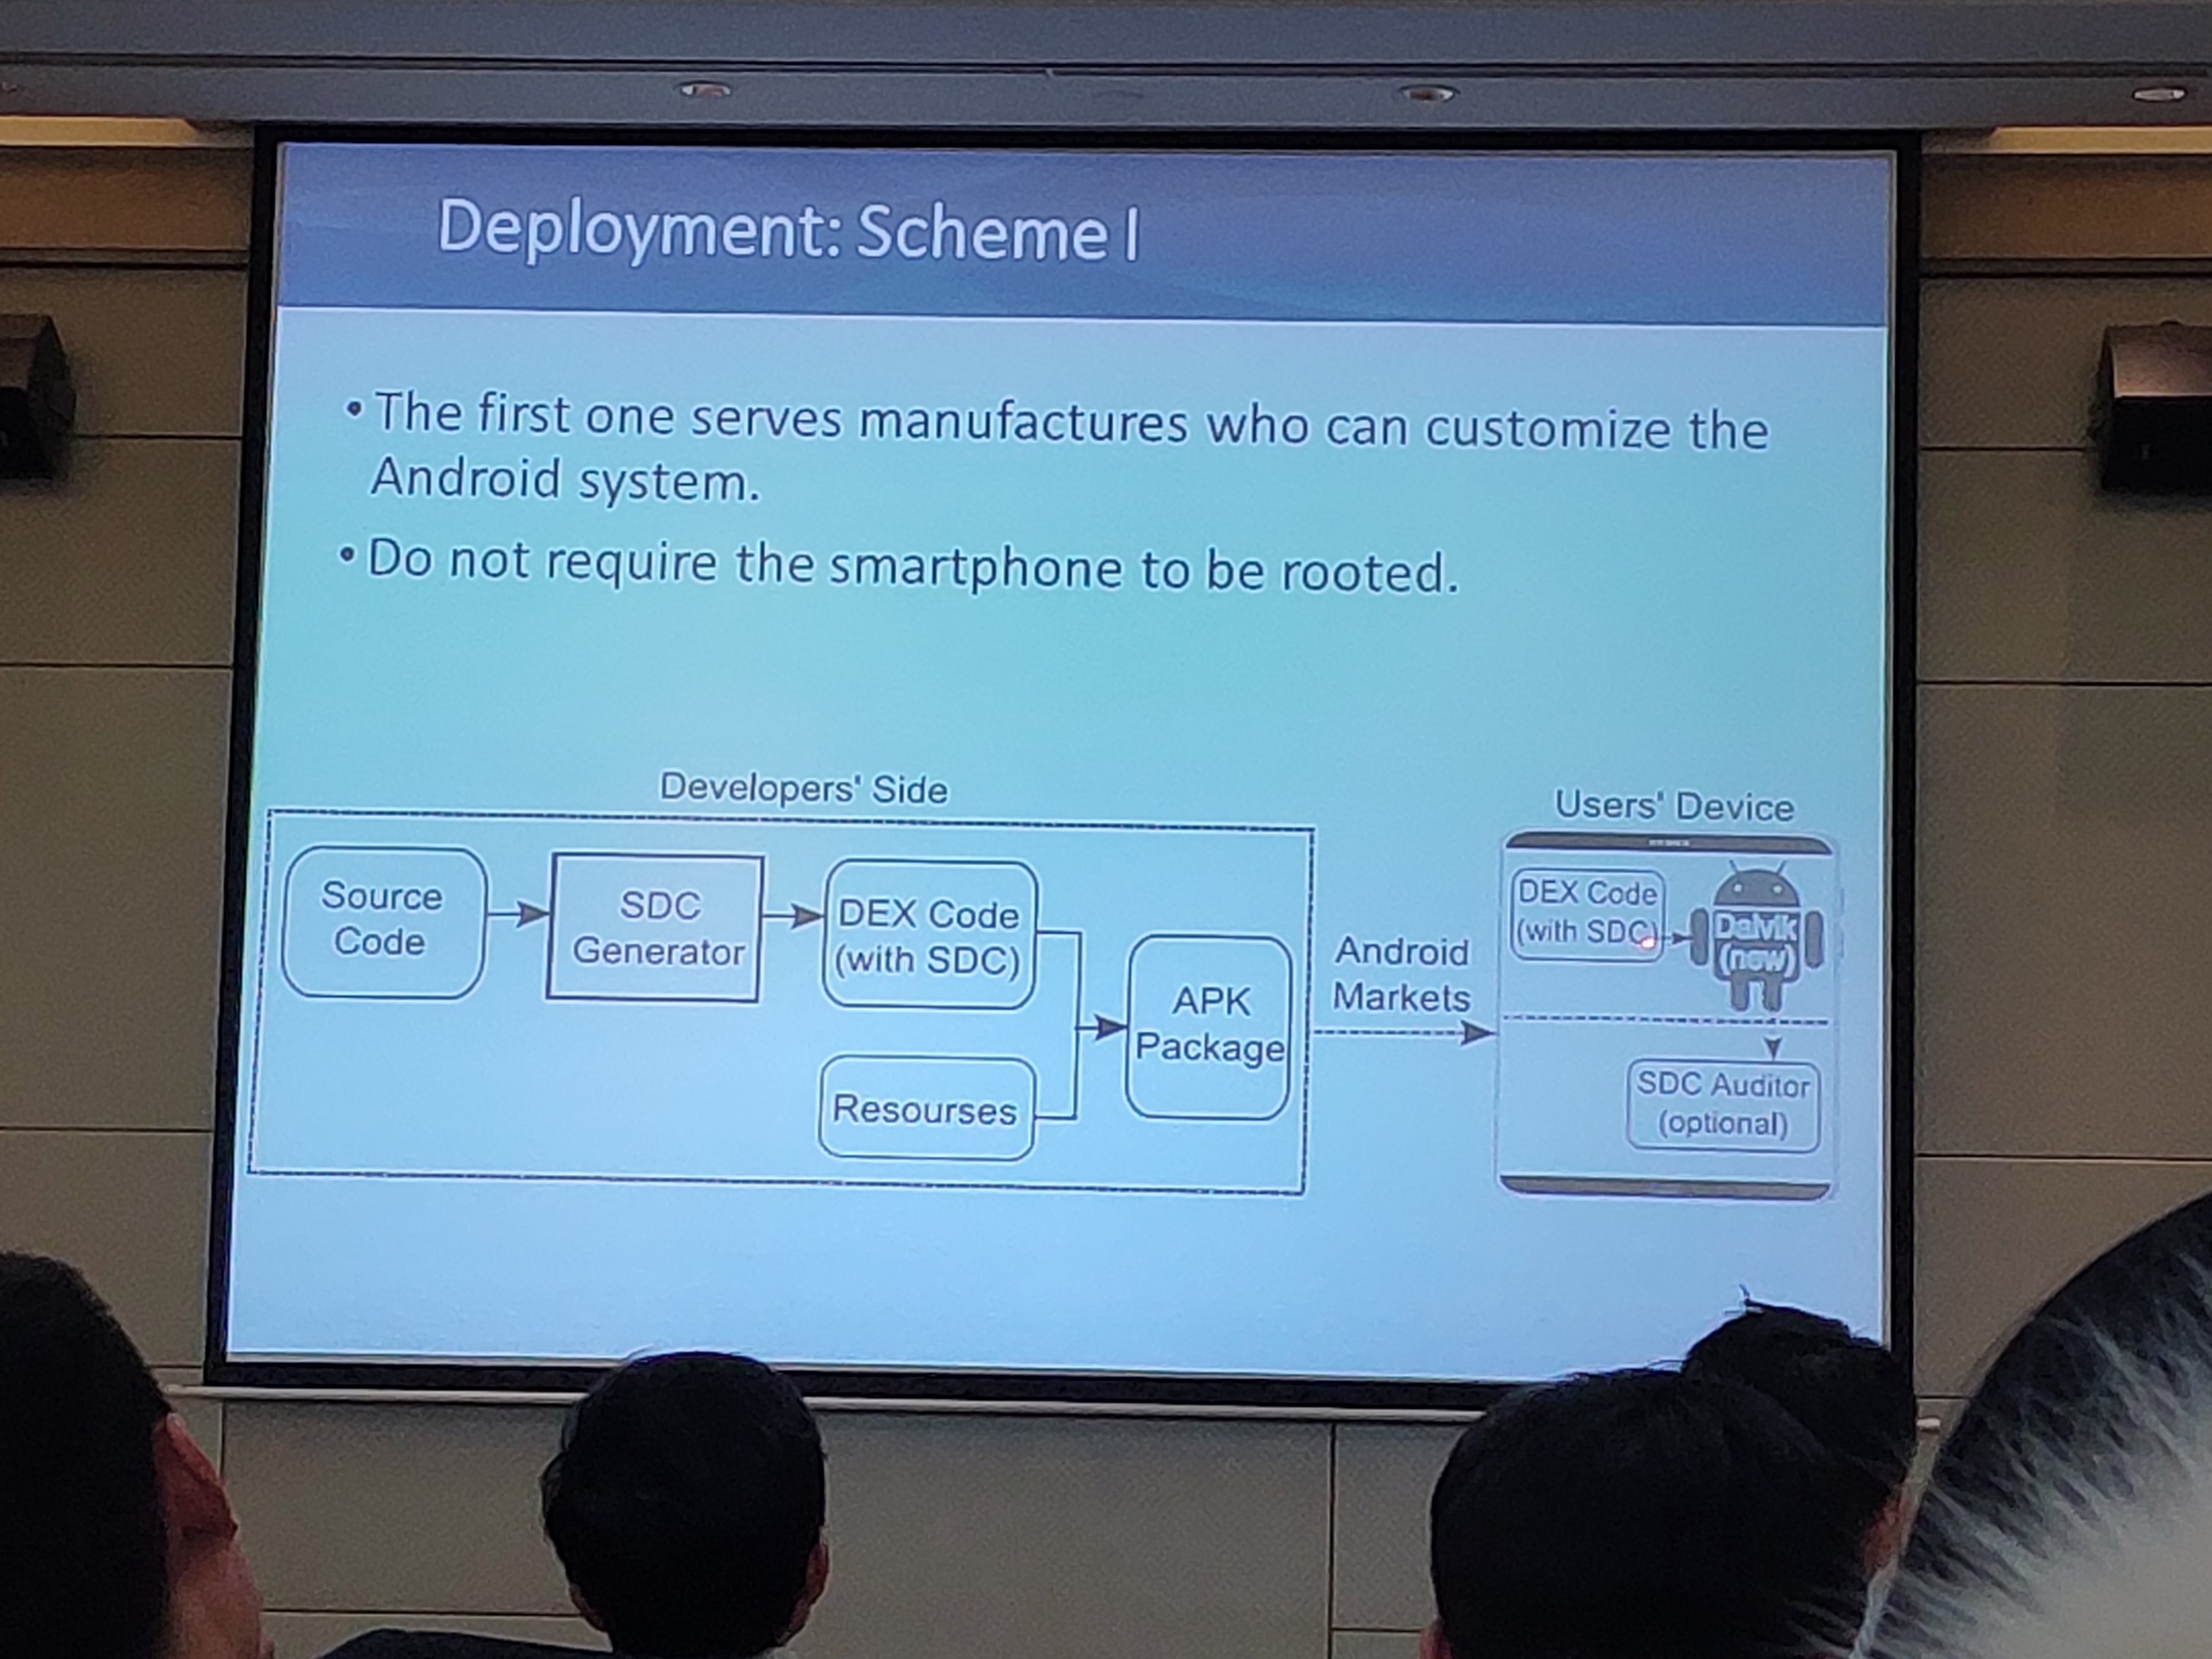 Deployment: Scheme I
• The first one serves manufactures who can customize the
Android system.
• Do not require the smartphone to be rooted.
Developers' Side
Source
Code
SDC
Generator
DEX Code
(with SDC)
Resourses
APK
Package
Android
Markets
Users' Device
DEX Code
(with SDC)
Dalvik
(new)
SDC Auditor
(optional)